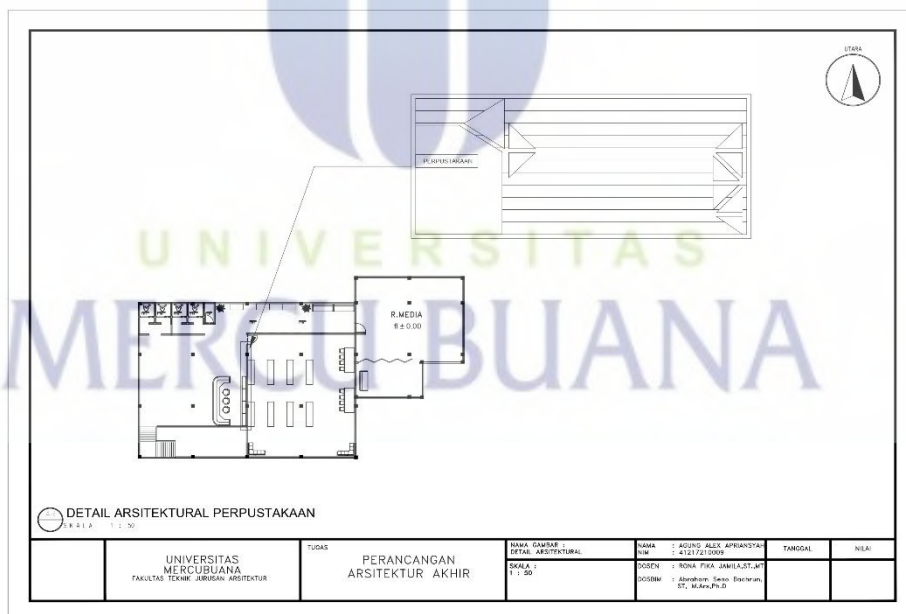 UTARA
PERPUSTAKAAN
UNIVERSITAS
MERCU BUANA
R.MEDIA
± 0.00
DETAIL ARSITEKTURAL PERPUSTAKAAN
SKALA 1 : 50
UNIVERSITAS
MERCUBUANA
FAKULTAS TEKNIK JURUSAN ARSITEKTUR
TUGAS
PERANCANGAN
ARSITEKTUR AKHIR
NAMA GAMBAR :
DETAIL ARSITEKTURAL
SKALA :
1 : 50
NAMA : AGUNG ALEX APRIANSYAH
NIM : 41217210009
DOSEN : RONA FIKA JAMILA,ST.,MT
DOSBIM : Abraham Seno Bachrun,
ST, M.Ars,Ph.D
TANGGAL
NILAI